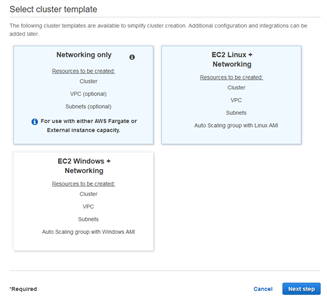 Select cluster template
The following cluster templates are available to simplify cluster creation. Additional configuration and integrations can be
added later.
Networking only
Resources to be created:
Cluster
VPC (optional)
Subnets (optional)
For use with either AWS Fargate or
External instance capacity.
EC2 Linux +
Networking
Resources to be created:
Cluster
VPC
Subnets
Auto Scaling group with Linux AMI
EC2 Windows +
Networking
Resources to be created:
Cluster
VPC
Subnets
Auto Scaling group with Windows AMI
*Required
Cancel
Next step